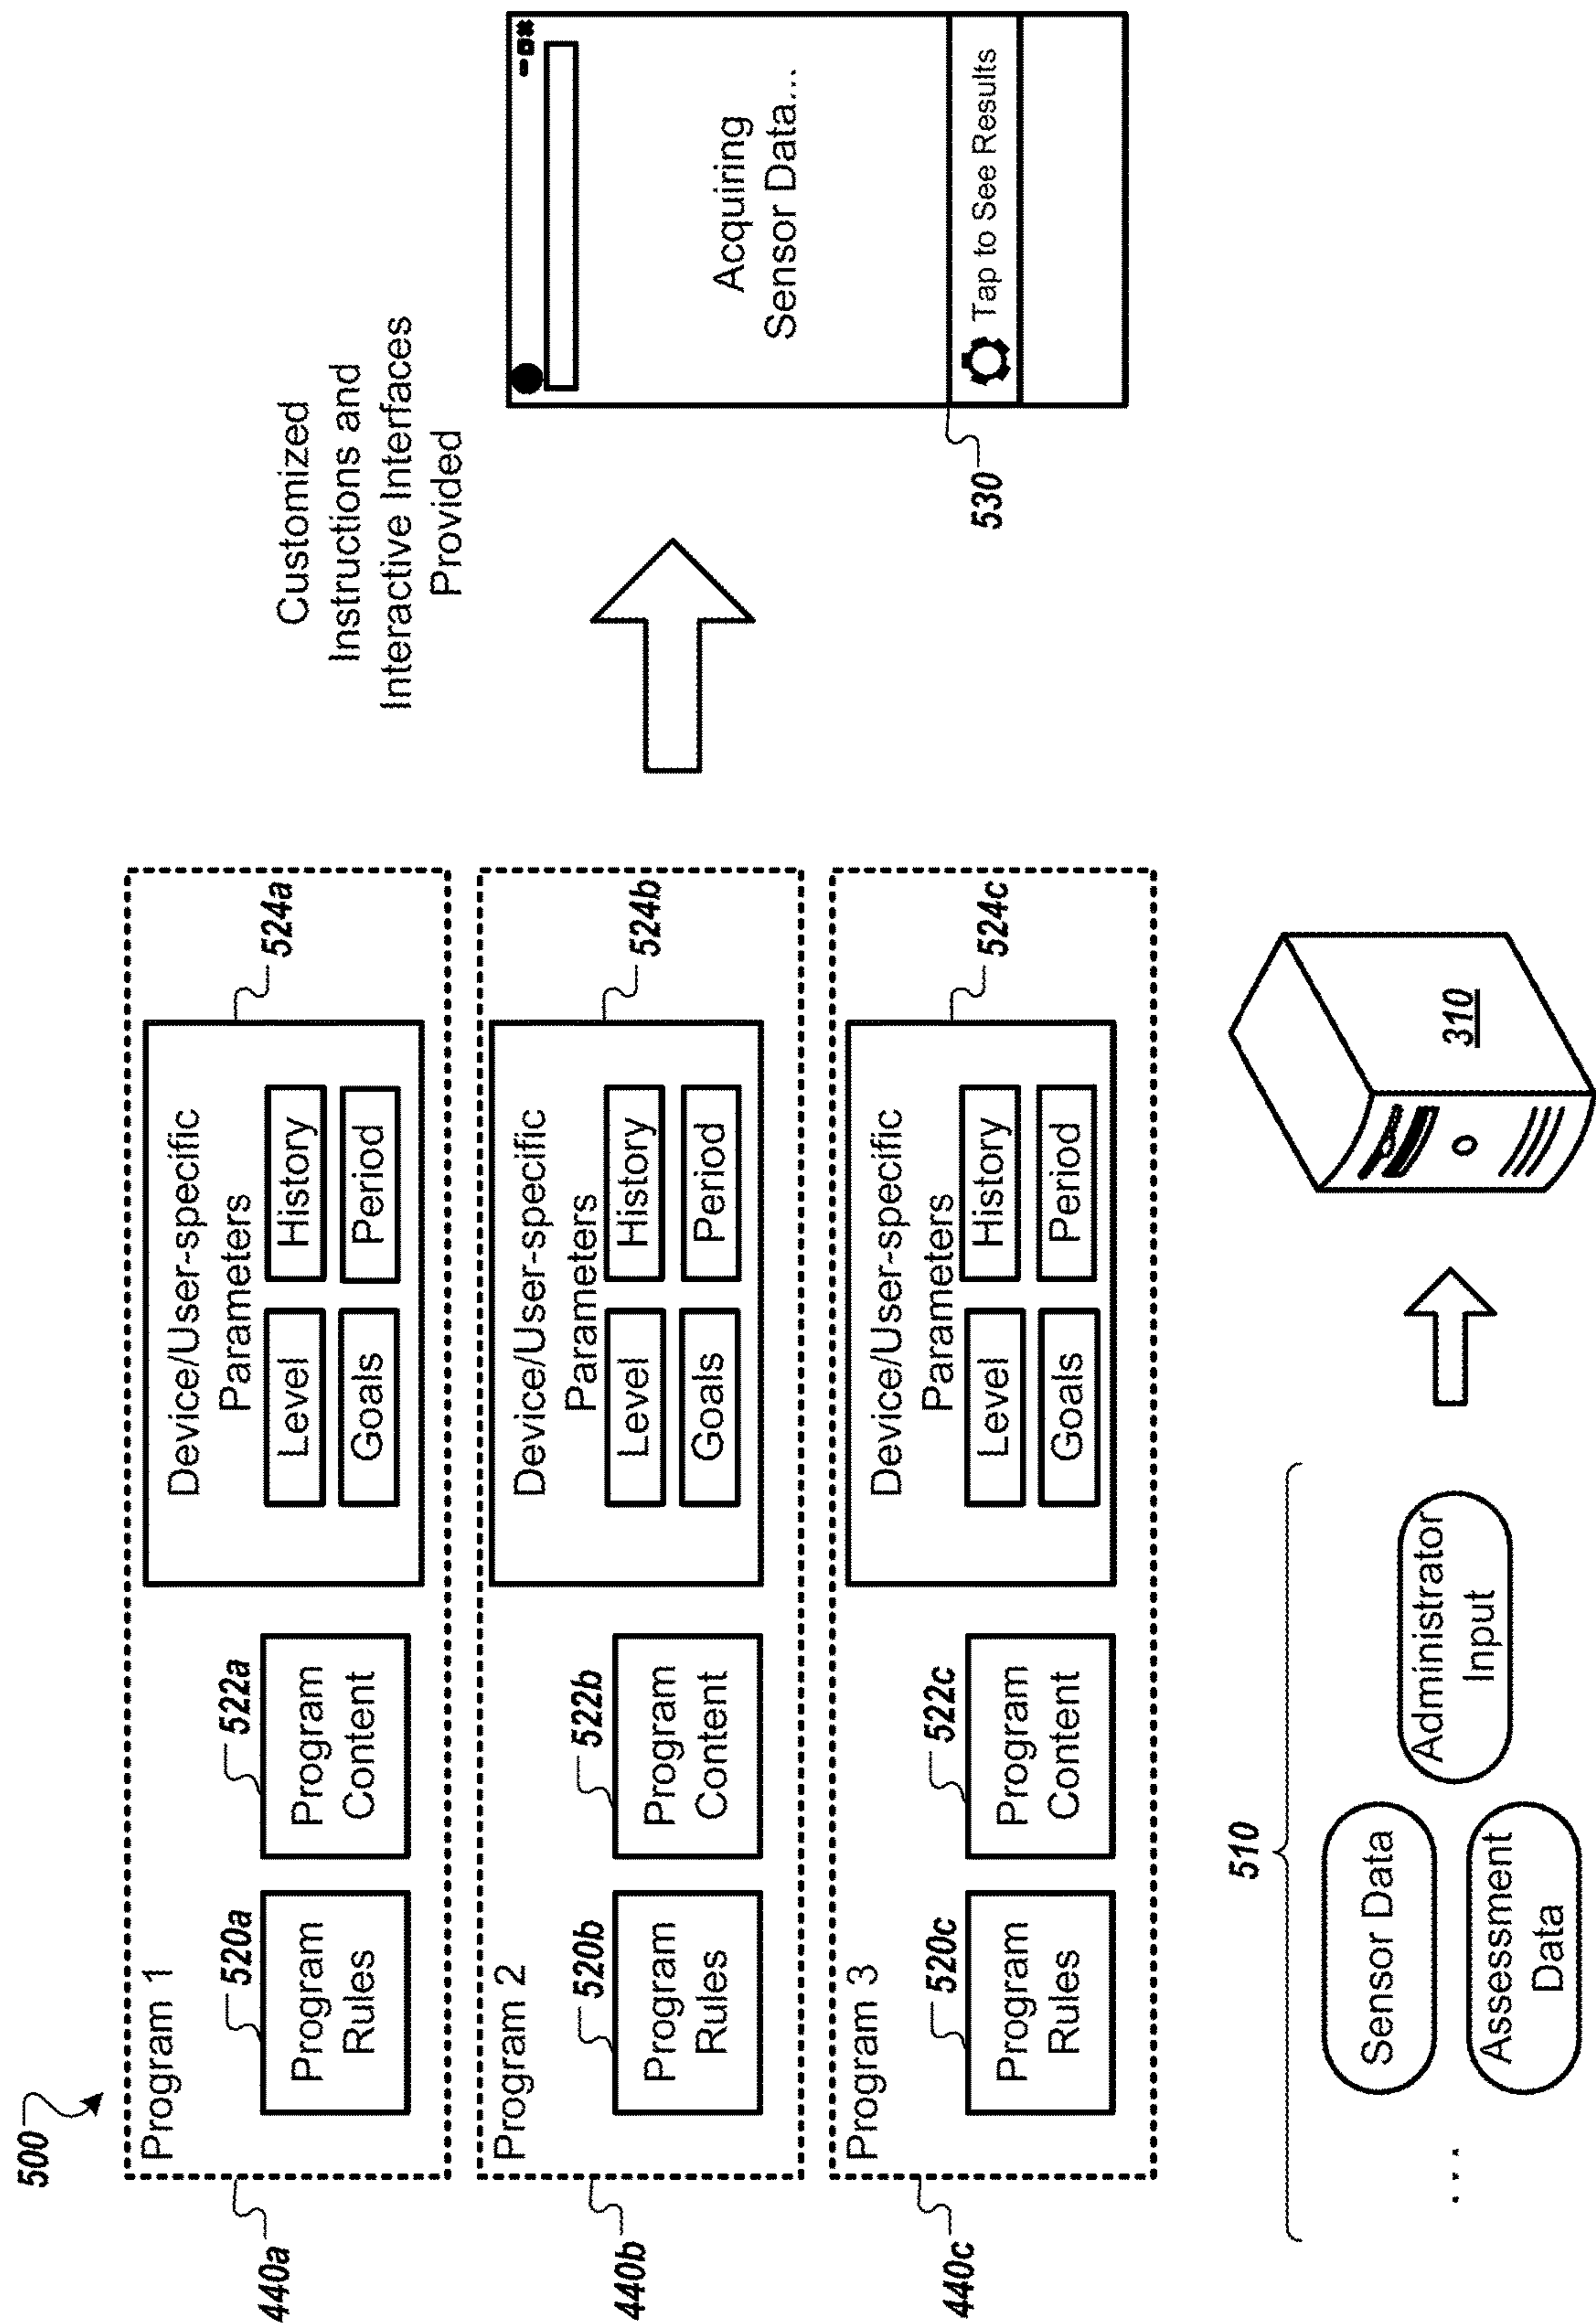 500
440a
Program 1
520a
Program
Rules
522a
Program
Content
Device/User-specific
Parameters
Level
History
Goals
Period
524a
440b
Program 2
520b
Program
Rules
522b
Program
Content
Device/User-specific
Parameters
Level
History
Goals
Period
524b
440c
Program 3
520c
Program
Rules
522c
Program
Content
Device/User-specific
Parameters
Level
History
Goals
Period
524c
Customized
Instructions and
Interactive Interfaces
Provided
Acquiring
Sensor Data...
Tap to See Results
530
510
...
Sensor Data
Assessment
Data
Administrator
Input
310